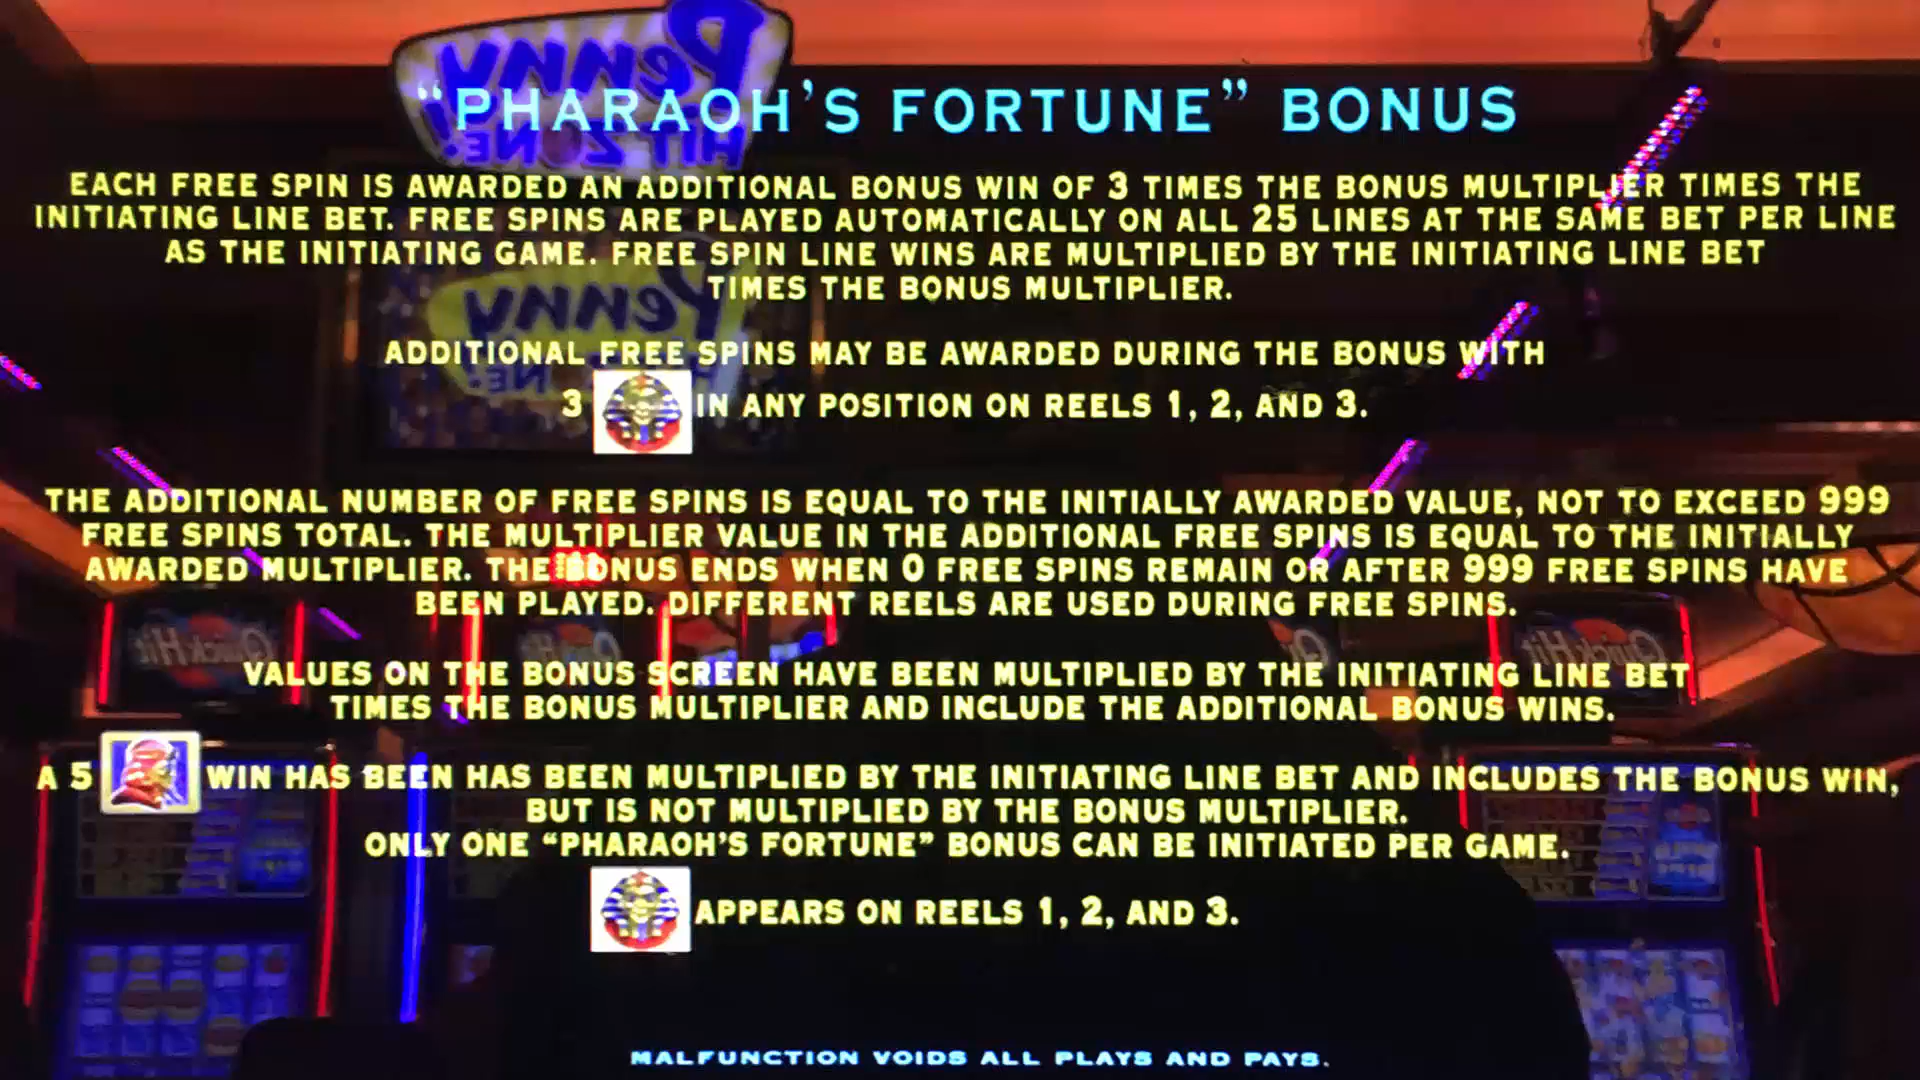 Penny
HIT ZONE!
"PHARAOH'S FORTUNE" BONUS
EACH FREE SPIN IS AWARDED AN ADDITIONAL BONUS WIN OF 3 TIMES THE BONUS MULTIPLIER TIMES THE
INITIATING LINE BET. FREE SPINS ARE PLAYED AUTOMATICALLY ON ALL 25 LINES AT THE SAME BET PER LINE
AS THE INITIATING GAME. FREE SPIN LINE WINS ARE MULTIPLIED BY THE INITIATING LINE BET
TIMES THE BONUS MULTIPLIER.
Penny
ADDITIONAL FREE SPINS MAY BE AWARDED DURING THE BONUS WITH
3 IN ANY POSITION ON REELS 1, 2, AND 3.
THE ADDITIONAL NUMBER OF FREE SPINS IS EQUAL TO THE INITIALLY AWARDED VALUE, NOT TO EXCEED 999
FREE SPINS TOTAL. THE MULTIPLIER VALUE IN THE ADDITIONAL FREE SPINS IS EQUAL TO THE INITIALLY
AWARDED MULTIPLIER. THE BONUS ENDS WHEN 0 FREE SPINS REMAIN OR AFTER 999 FREE SPINS HAVE
BEEN PLAYED. DIFFERENT REELS ARE USED DURING FREE SPINS.
Quick Hit
Quick Hit
VALUES ON THE BONUS SCREEN HAVE BEEN MULTIPLIED BY THE INITIATING LINE BET
TIMES THE BONUS MULTIPLIER AND INCLUDE THE ADDITIONAL BONUS WINS.
A 5 WIN HAS BEEN HAS BEEN MULTIPLIED BY THE INITIATING LINE BET AND INCLUDES THE BONUS WIN,
BUT IS NOT MULTIPLIED BY THE BONUS MULTIPLIER.
ONLY ONE "PHARAOH'S FORTUNE" BONUS CAN BE INITIATED PER GAME.
APPEARS ON REELS 1, 2, AND 3.
MALFUNCTION VOIDS ALL PLAYS AND PAYS.